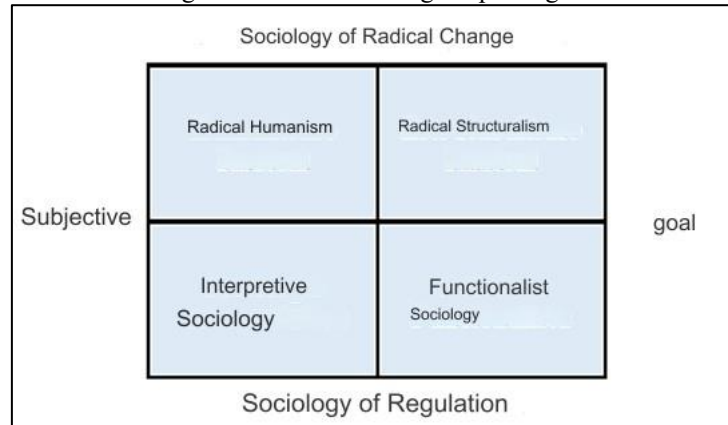 Sociology of Radical Change
Radical Humanism
Radical Structuralism
Subjective
goal
Interpretive
Sociology
Functionalist
Sociology
Sociology of Regulation